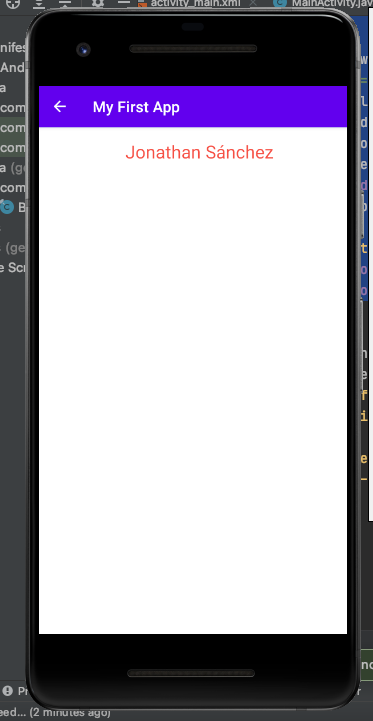 activity_main.xml
MainActivity.jav
nifes
And
a
com
com
com
a (ge
com
B
(ge
e Scr
My First App
Jonathan Sánchez
Pr
eed... (2 minutes ago)